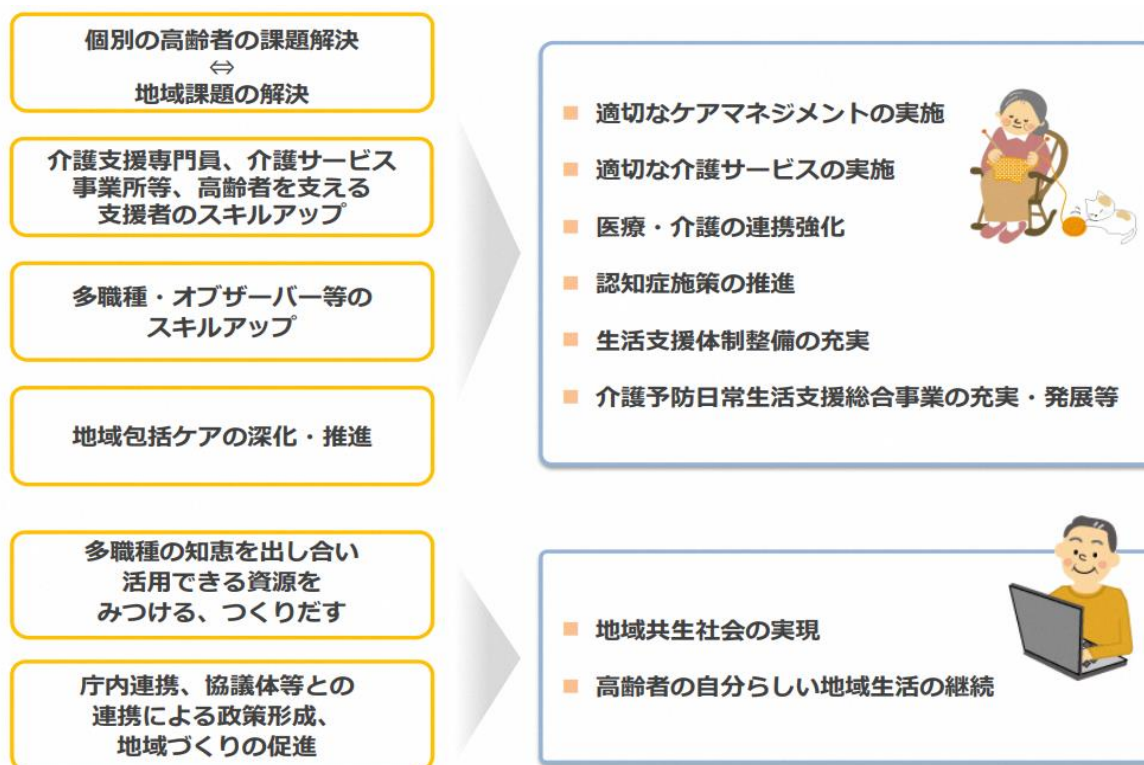 個別の高齢者の課題解決
⇔
地域課題の解決
介護支援専門員、介護サービス
事業所等、高齢者を支える
支援者のスキルアップ
多職種・オブザーバー等の
スキルアップ
地域包括ケアの深化・推進
■ 適切なケアマネジメントの実施
■ 適切な介護サービスの実施
■ 医療・介護の連携強化
■ 認知症施策の推進
■ 生活支援体制整備の充実
■ 介護予防日常生活支援総合事業の充実・発展等
多職種の知恵を出し合い
活用できる資源を
みつける、つくりだす
庁内連携、協議体等との
連携による政策形成、
地域づくりの促進
■ 地域共生社会の実現
■ 高齢者の自分らしい地域生活の継続